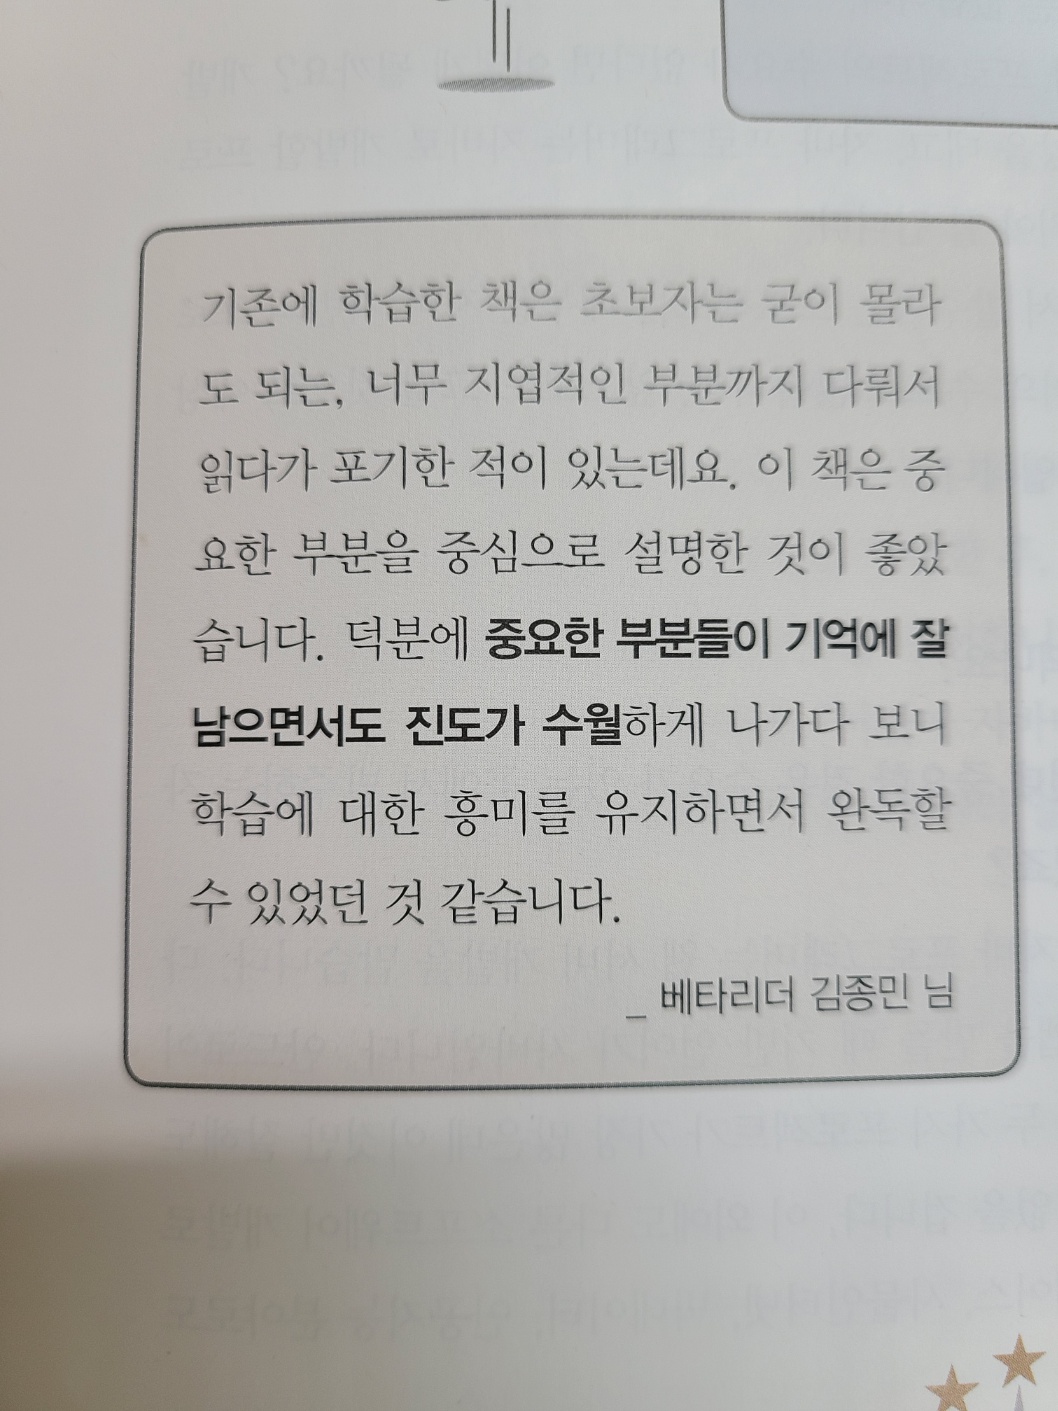 기존에 학습한 책은 초보자는 굳이 몰라
도 되는, 너무 지엽적인 부분까지 다뤄서
읽다가 포기한 적이 있는데요. 이 책은 중
요한 부분을 중심으로 설명한 것이 좋았
습니다. 덕분에 중요한 부분들이 기억에 잘
남으면서도 진도가 수월하게 나가다 보니
학습에 대한 흥미를 유지하면서 완독할
수 있었던 것 같습니다.
_ 베타리더 김종민 님